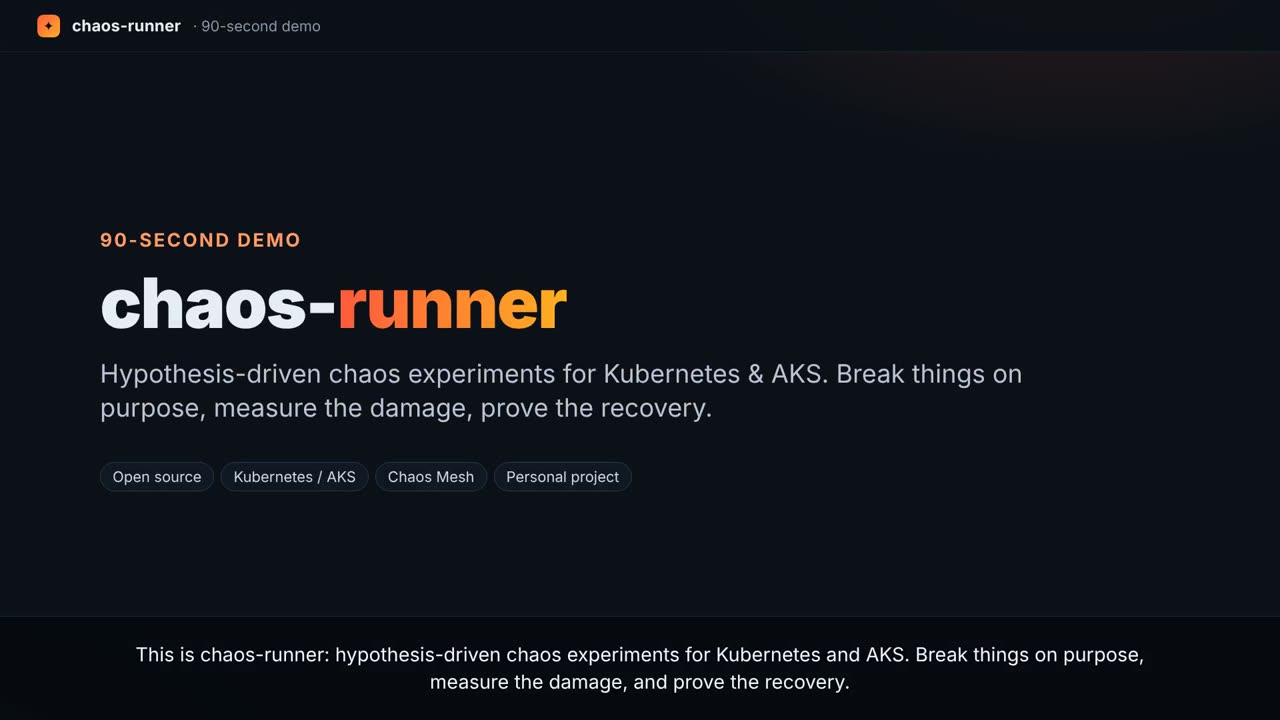 chaos-runner · 90-second demo
90-SECOND DEMO
chaos-runner
Hypothesis-driven chaos experiments for Kubernetes & AKS. Break things on
purpose, measure the damage, prove the recovery.
Open source
Kubernetes / AKS
Chaos Mesh
Personal project
This is chaos-runner: hypothesis-driven chaos experiments for Kubernetes and AKS. Break things on purpose,
measure the damage, and prove the recovery.